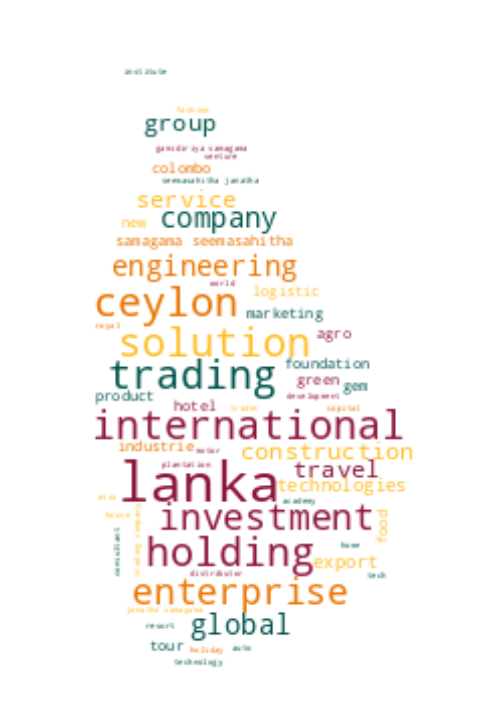 institute
fashion
group
gamidiriya samagama
venture
colombo
seemasahitha janatha
service
new company
samagama seemasahitha
engineering
world
ceylon logistic
marketing
royal
solution agro
foundation
trading green gem
product development
hotel trader capital
international
industrie motor construction
plantation travel
lanka technologies
asia academy
house investment food
consultant trading company home
holding export
distributor tech
enterprise
janatha samagama
resort global
tour holiday auto
technology